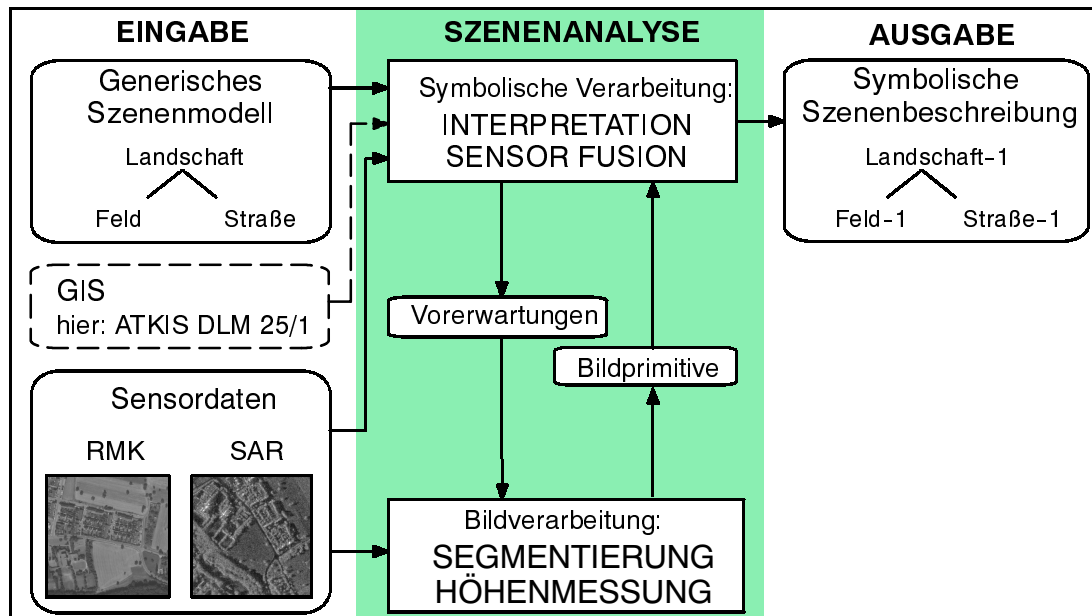 EINGABE
Generisches
Szenenmodell
Landschaft
Feld Straße
GIS
hier: ATKIS DLM 25/1
Sensordaten
RMK SAR
SZENENANALYSE
Symbolische Verarbeitung:
INTERPRETATION
SENSOR FUSION
Vorerwartungen
Bildprimitive
Bildverarbeitung:
SEGMENTIERUNG
HÖHENMESSUNG
AUSGABE
Symbolische
Szenenbeschreibung
Landschaft-1
Feld-1 Straße-1